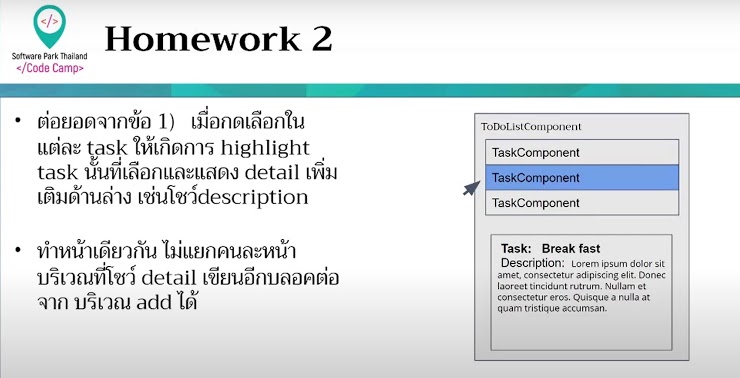 Software Park Thailand
</Code Camp>
Homework 2
• ต่อยอดจากข้อ 1) เมื่อกดเลือกใน
แต่ละ task ให้เกิดการ highlight
task นั้นที่เลือกและแสดง detail เพิ่ม
เติมด้านล่าง เช่นโชว์description
• ทำหน้าเดียวกัน ไม่แยกคนละหน้า
บริเวณที่โชว์ detail เขียนอีกบลอคต่อ
จาก บริเวณ add ได้
ToDoListComponent
TaskComponent
TaskComponent
TaskComponent
Task: Break fast
Description: Lorem ipsum dolor sit
amet, consectetur adipiscing elit. Donec
laoreet tincidunt rutrum. Nullam et
consectetur eros. Quisque a nulla at
quam tristique accumsan.